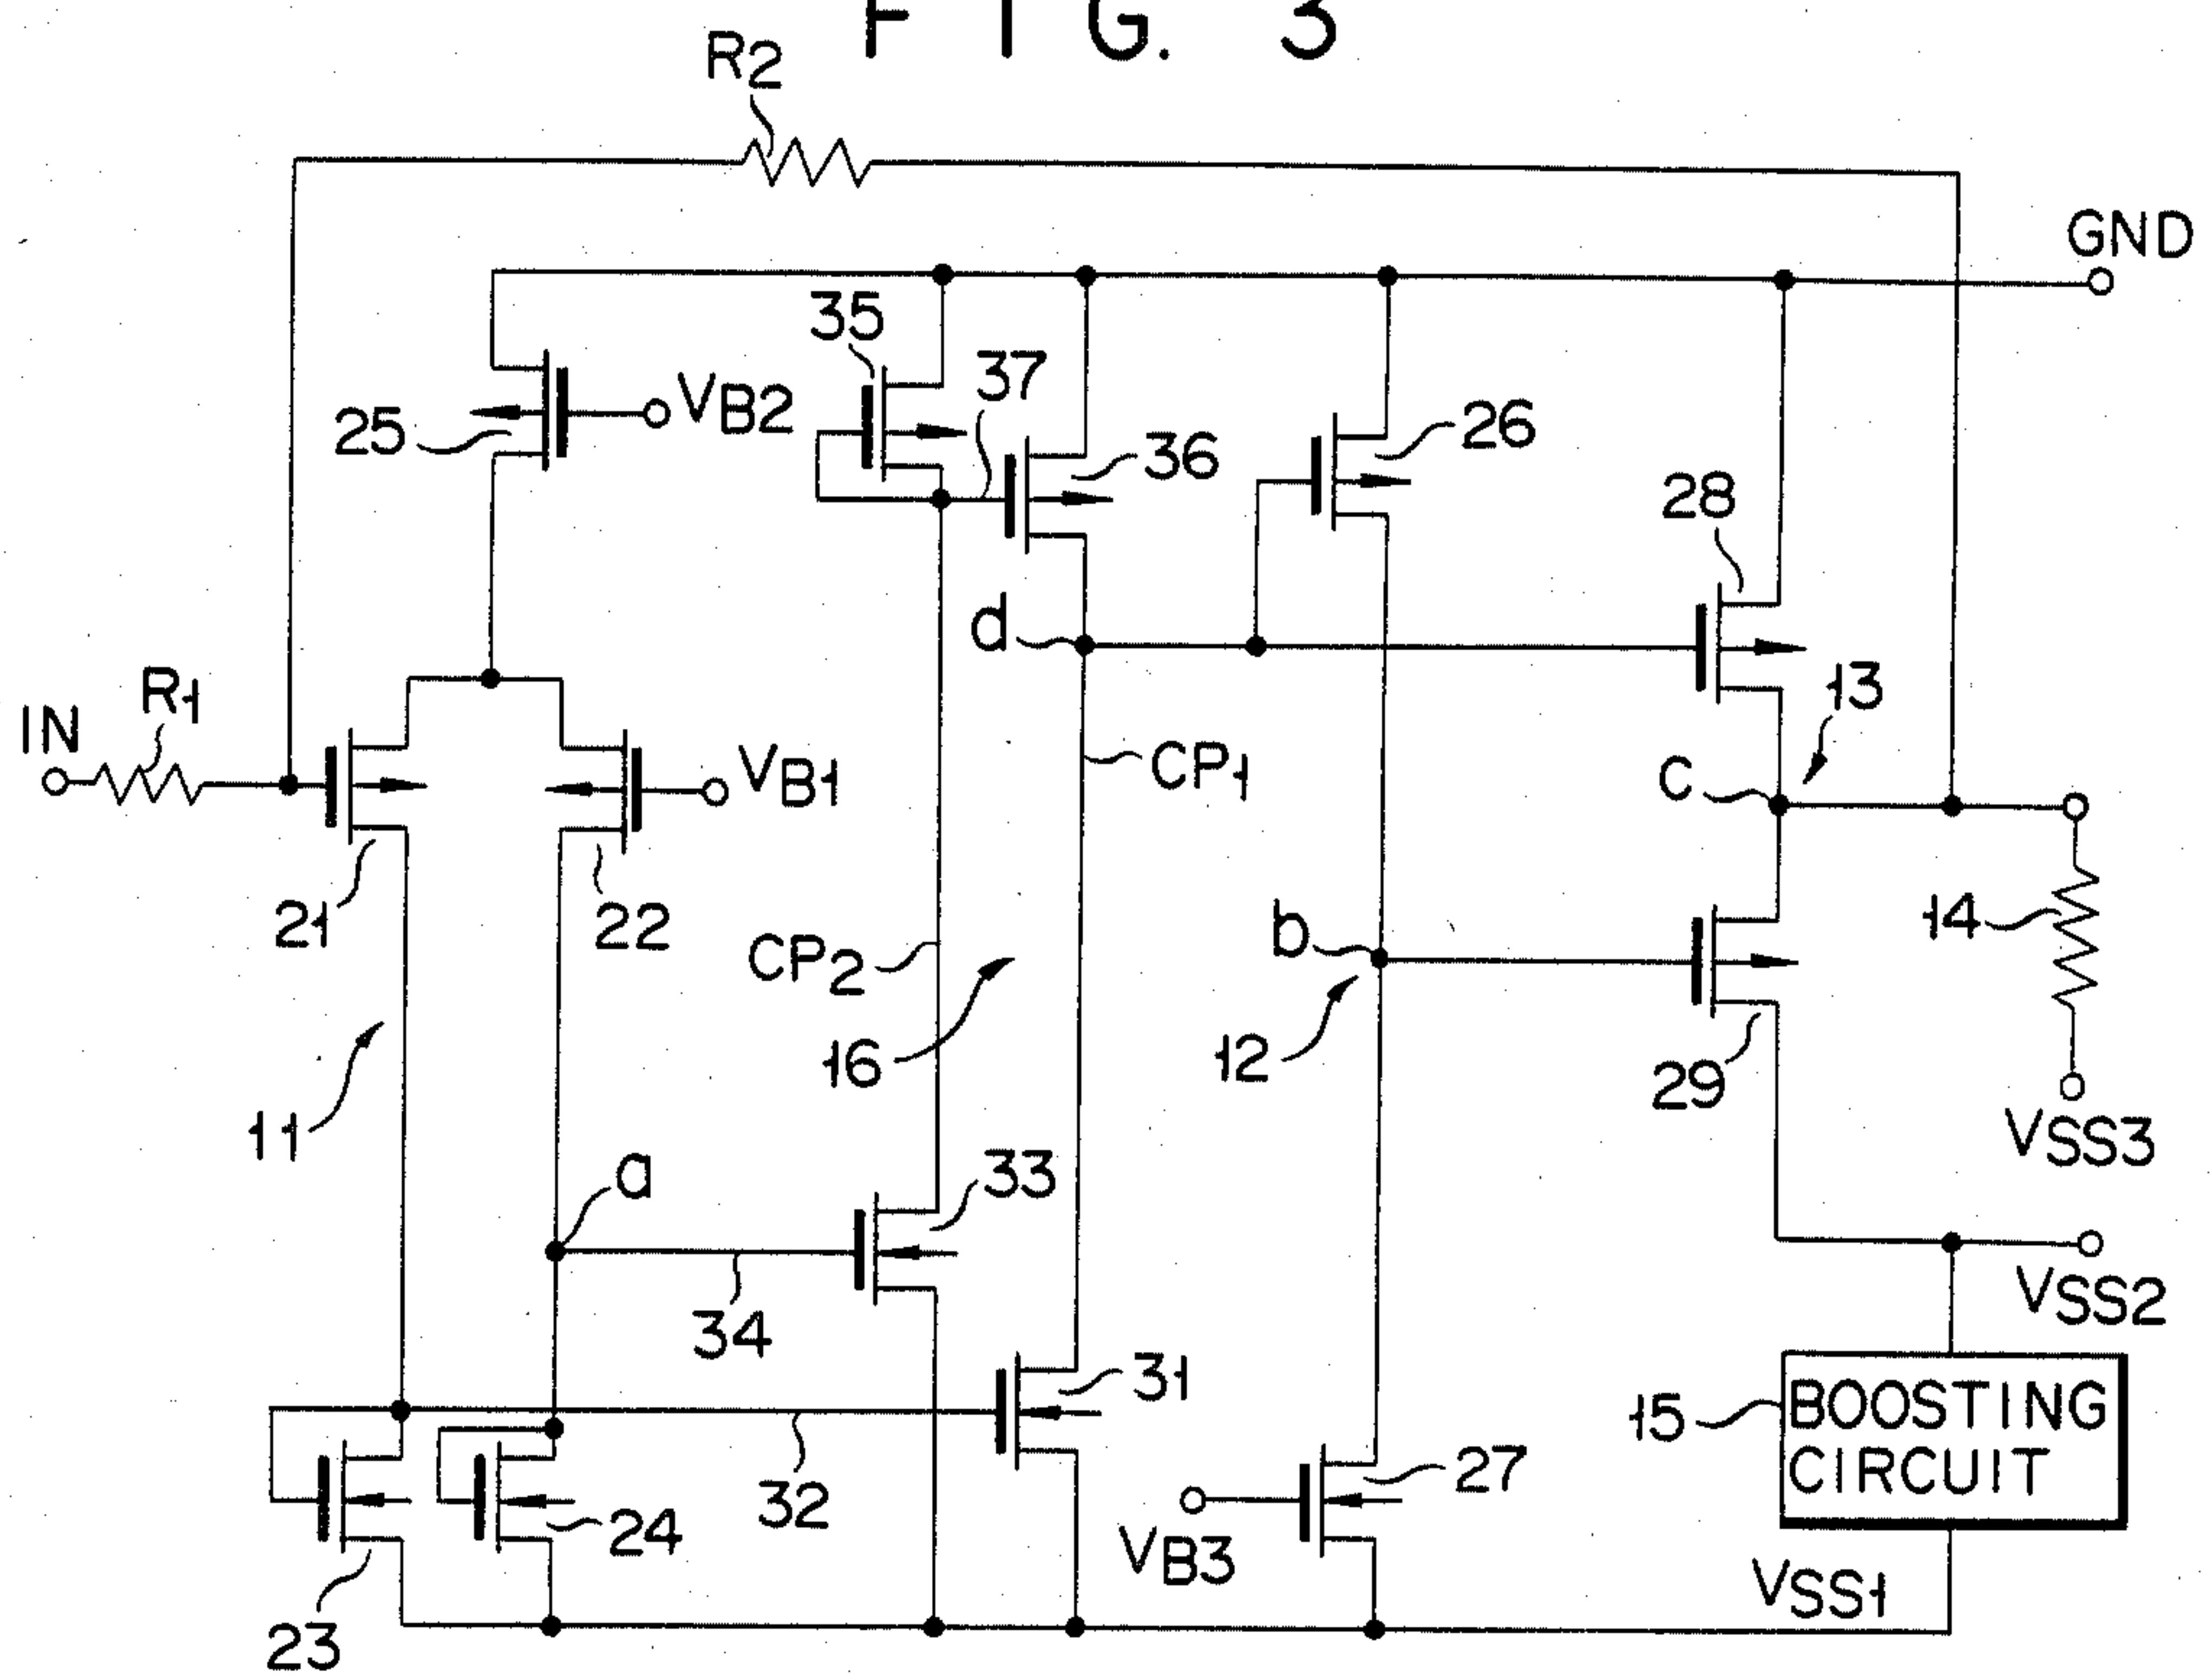 FIG. 3
R2
GND
35
37
VB2
25
36
26
28
d
R1
IN
13
VB1
CP1
C
21
22
b
14
CP2
16
12
29
11
VSS3
a
33
34
VSS2
31
15
BOOSTING
CIRCUIT
27
32
24
VB3
VSS1
23